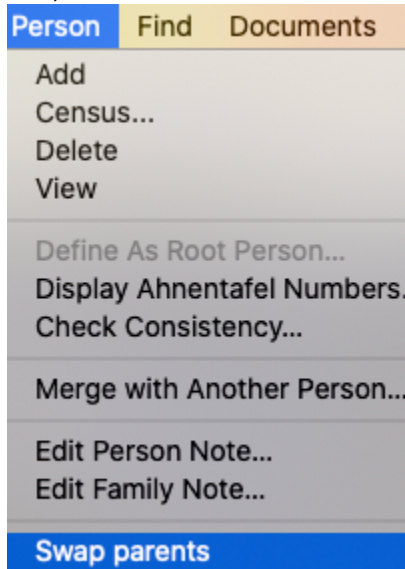 Person Find Documents
Add
Census...
Delete
View
Define As Root Person...
Display Ahnentafel Numbers.
Check Consistency...
Merge with Another Person...
Edit Person Note...
Edit Family Note...
Swap parents